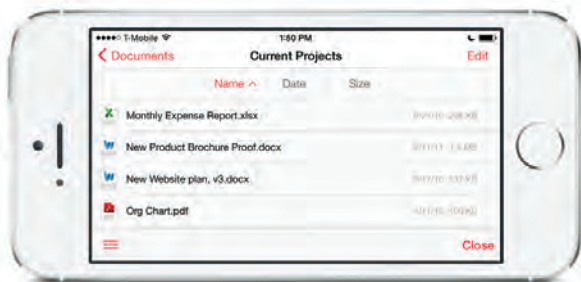 T-Mobile 1:50 PM
Documents Current Projects Edit
Name Date Size
Monthly Expense Report.xlsx
New Product Brochure Proof.docx
New Website plan, v3.docx
Org Chart.pdf
Close